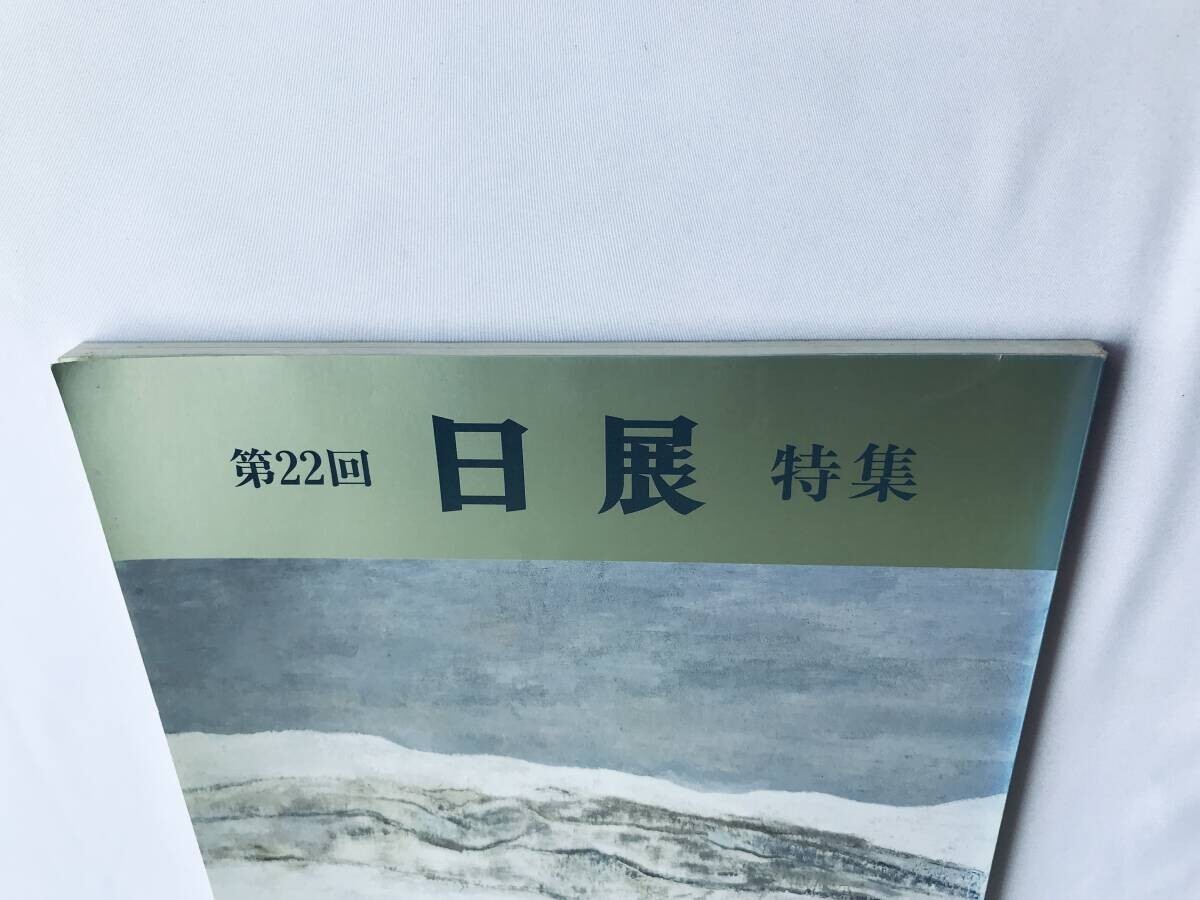 第22回 日展 特集